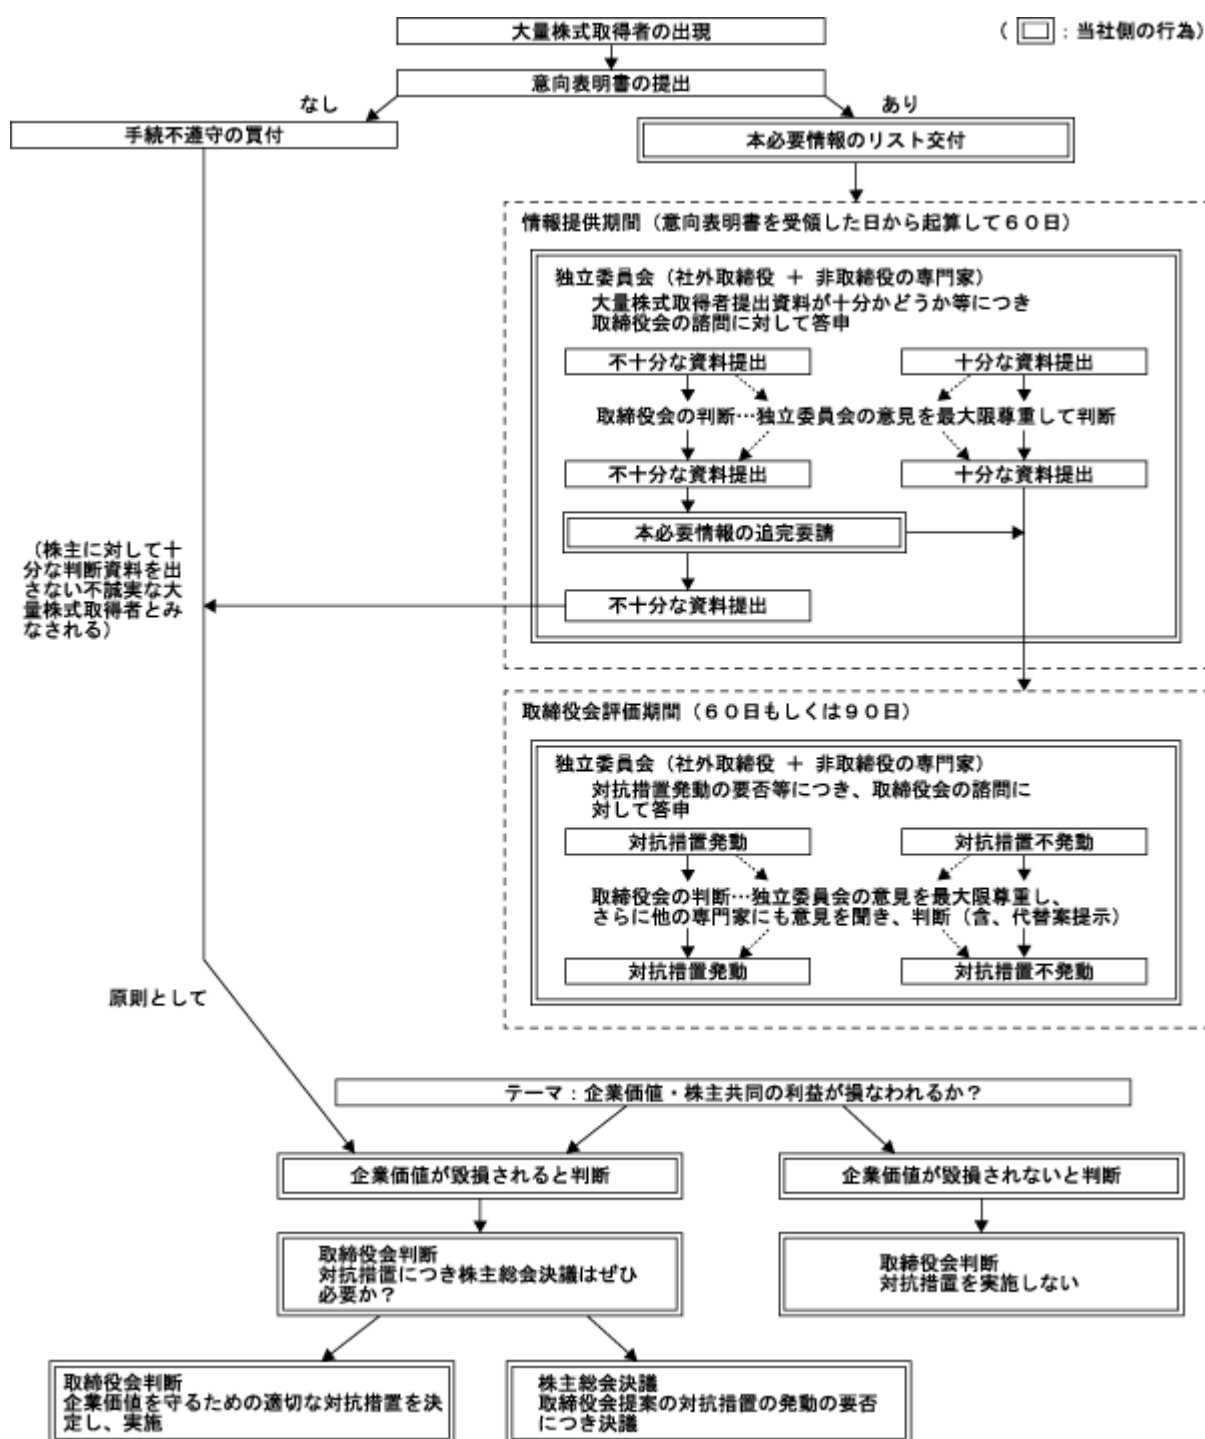 大量株式取得者の出現
( : 当社側の行為)
意向表明書の提出
なし
あり
手続不遵守の買付
本必要情報のリスト交付
情報提供期間（意向表明書を受領した日から起算して６０日）
独立委員会（社外取締役 ＋ 非取締役の専門家）
大量株式取得者提出資料が十分かどうか等につき
取締役会の諮問に対して答申
不十分な資料提出
十分な資料提出
取締役会の判断…独立委員会の意見を最大限尊重して判断
不十分な資料提出
十分な資料提出
本必要情報の追完要請
（株主に対して十
分な判断資料を出
さない不誠実な大
量株式取得者とみ
なされる）
不十分な資料提出
取締役会評価期間（６０日もしくは９０日）
独立委員会（社外取締役 ＋ 非取締役の専門家）
対抗措置発動の要否等につき、取締役会の諮問に
対して答申
対抗措置発動
対抗措置不発動
取締役会の判断…独立委員会の意見を最大限尊重し、
さらに他の専門家にも意見を聞き、判断（含、代替案提示）
対抗措置発動
対抗措置不発動
原則として
テーマ：企業価値・株主共同の利益が損なわれるか？
企業価値が毀損されると判断
企業価値が毀損されないと判断
取締役会判断
対抗措置につき株主総会決議はぜひ
必要か？
取締役会判断
対抗措置を実施しない
取締役会判断
企業価値を守るための適切な対抗措置を決
定し、実施
株主総会決議
取締役会提案の対抗措置の発動の要否
につき決議